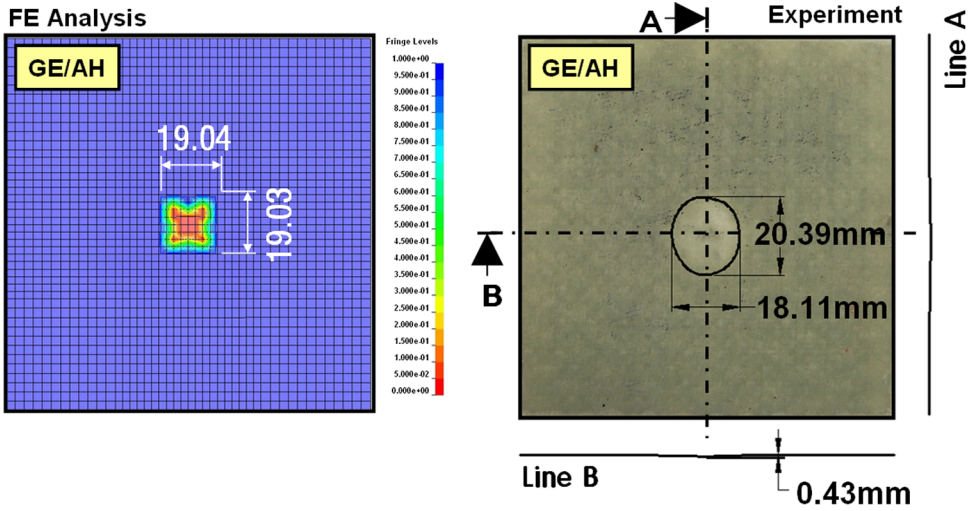 FE Analysis
GE/AH
19.04
19.03
Fringe Levels
1.000e+00
9.500e-01
9.000e-01
8.500e-01
8.000e-01
7.500e-01
7.000e-01
6.500e-01
6.000e-01
5.500e-01
5.000e-01
4.500e-01
4.000e-01
3.500e-01
3.000e-01
2.500e-01
2.000e-01
1.500e-01
1.000e-01
5.000e-02
0.000e+00
A
Experiment
GE/AH
20.39mm
18.11mm
B
Line A
Line B
0.43mm